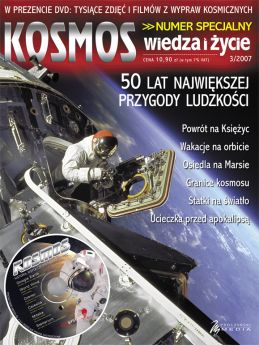 W PREZENCIE DVD: TYSIĄCE ZDJĘĆ I FILMÓW Z WYPRAW KOSMICZNYCH
KOSMOS
>> NUMER SPECJALNY
wiedza i życie
CENA 10,90 zł (w tym 7% VAT)
3/2007
50 LAT NAJWIĘKSZEJ
PRZYGODY LUDZKOŚCI
Powrót na Księżyc
Wakacje na orbicie
Osiedla na Marsie
Granice kosmosu
Statki na światło
Ucieczka przed apokalipsą
KOSMOS
PRÓSZYŃSKI
MEDIA